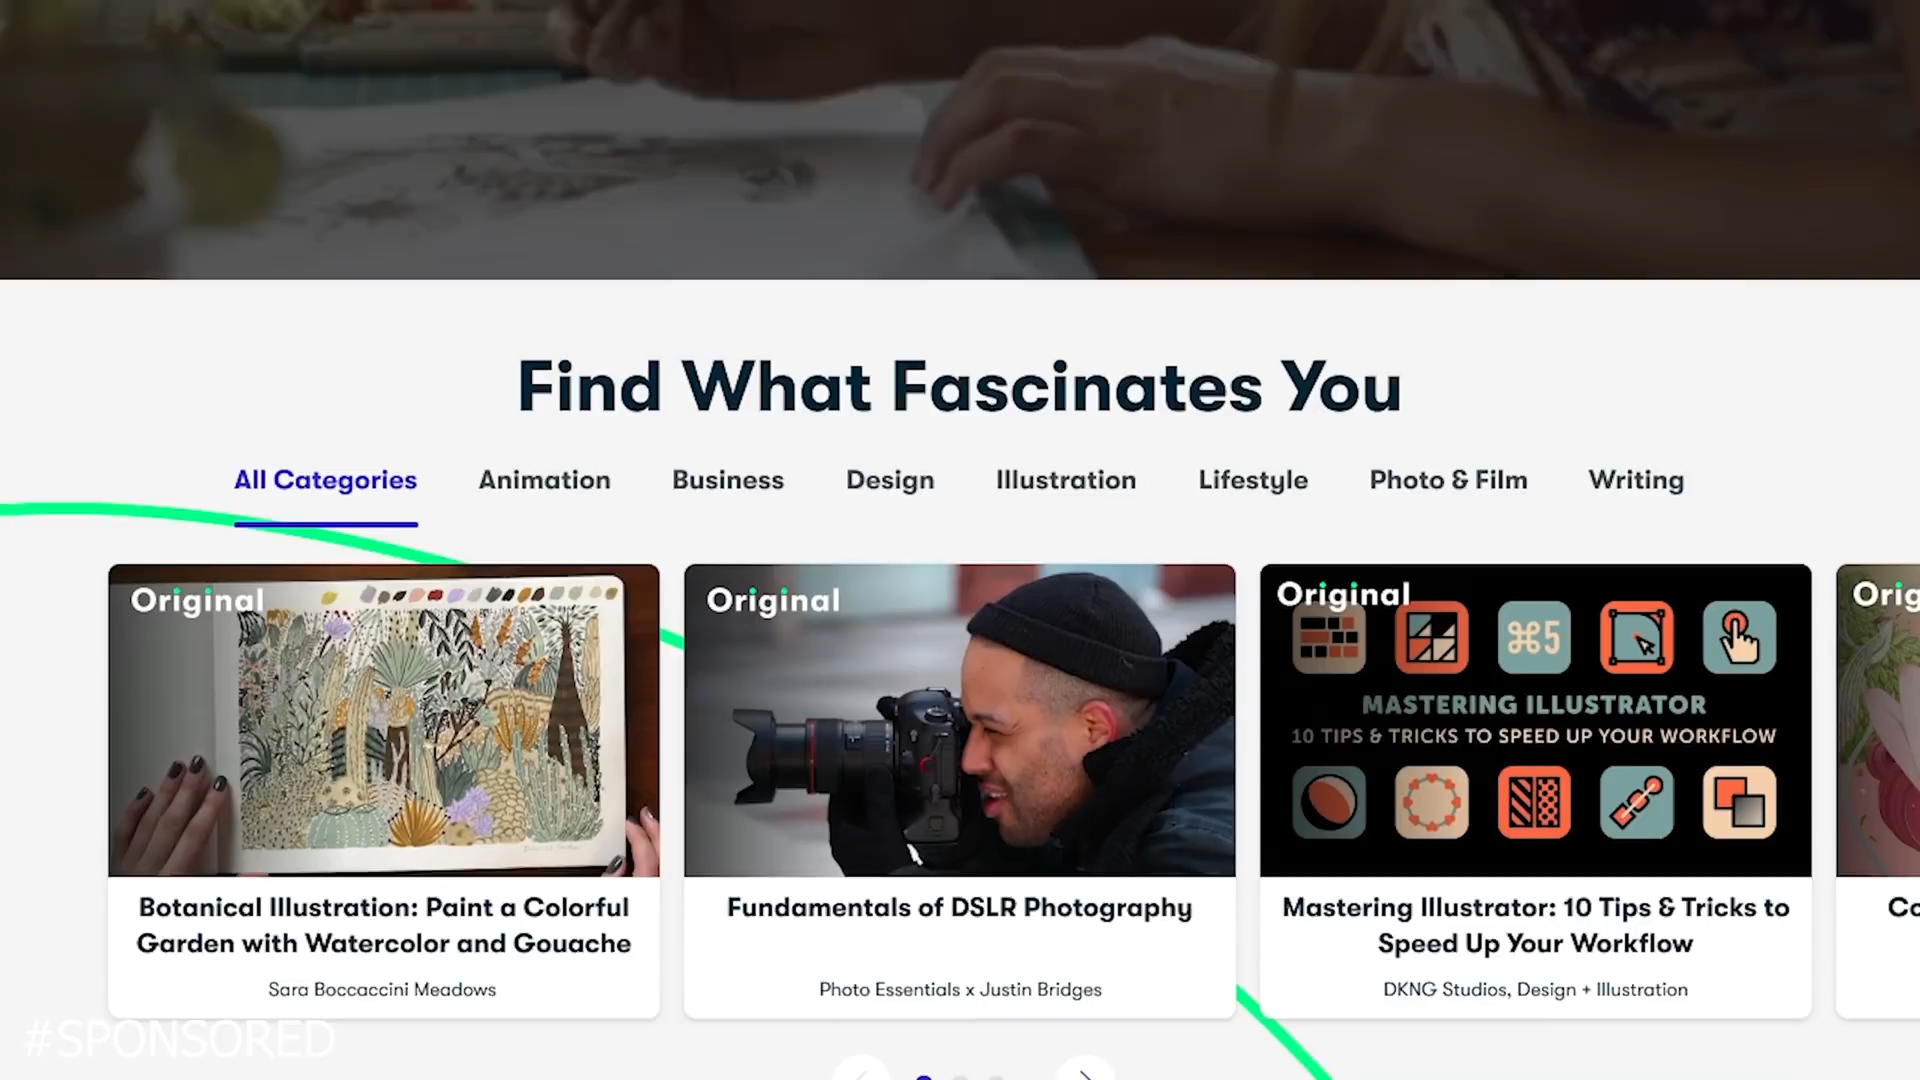 Find What Fascinates You
All Categories Animation Business Design Illustration Lifestyle Photo & Film Writing
Original
Original
Original
Orig
⌘5
MASTERING ILLUSTRATOR
10 TIPS & TRICKS TO SPEED UP YOUR WORKFLOW
Botanical Illustration: Paint a Colorful
Garden with Watercolor and Gouache
Sara Boccaccini Meadows
Fundamentals of DSLR Photography
Photo Essentials x Justin Bridges
Mastering Illustrator: 10 Tips & Tricks to
Speed Up Your Workflow
DKNG Studios, Design + Illustration
Co
#SPONSORED